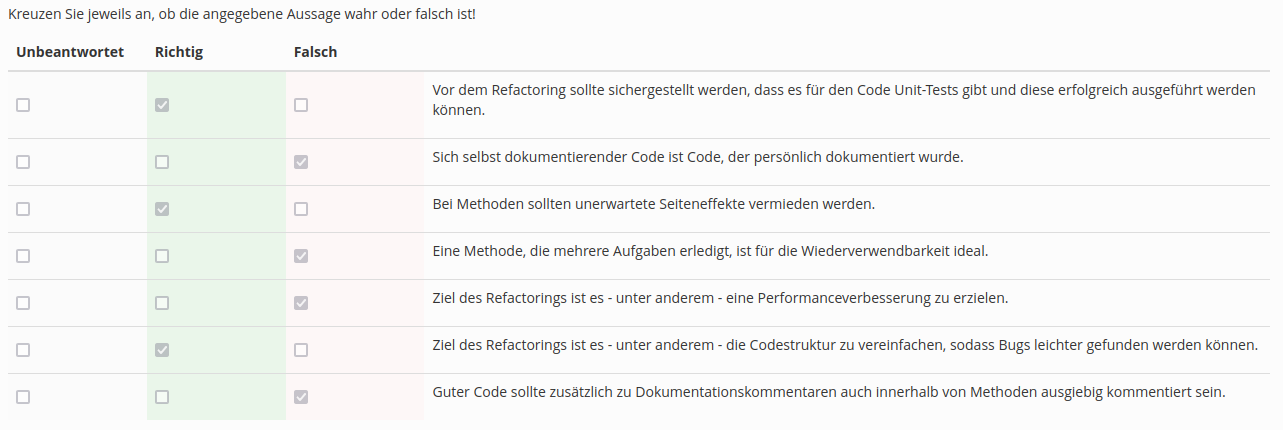 Kreuzen Sie jeweils an, ob die angegebene Aussage wahr oder falsch ist!
Unbeantwortet Richtig Falsch
Vor dem Refactoring sollte sichergestellt werden, dass es für den Code Unit-Tests gibt und diese erfolgreich ausgeführt werden
können.
Sich selbst dokumentierender Code ist Code, der persönlich dokumentiert wurde.
Bei Methoden sollten unerwartete Seiteneffekte vermieden werden.
Eine Methode, die mehrere Aufgaben erledigt, ist für die Wiederverwendbarkeit ideal.
Ziel des Refactorings ist es - unter anderem - eine Performanceverbesserung zu erzielen.
Ziel des Refactorings ist es - unter anderem - die Codestruktur zu vereinfachen, sodass Bugs leichter gefunden werden können.
Guter Code sollte zusätzlich zu Dokumentationskommentaren auch innerhalb von Methoden ausgiebig kommentiert sein.